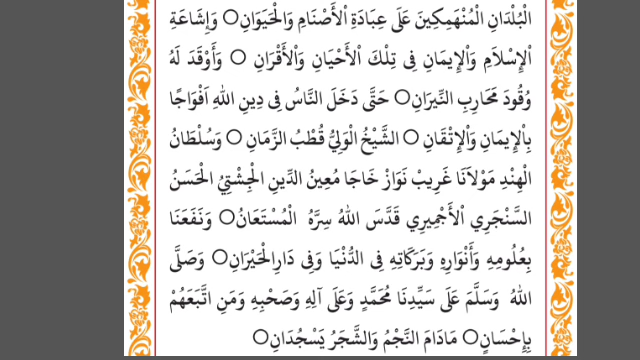 الْبُلْدَانِ الْمُنْهَمِكِينَ عَلَى عِبَادَةِ الْأَصْنَامِ وَالْحَيَوَانِ○ وَإِشَاعَةِ
الْإِسْلَامِ وَالْإِيمَانِ فِى تِلْكَ الْأَحْيَانِ وَالْأَقْرَانِ ○ وَأَوْقَدَ لَهُ
وُقُودَ مَحَارِبِ النِّيرَانِ○ حَتَّى دَخَلَ النَّاسُ فِى دِينِ اللهِ اَفْوَاجًا
بِالْإِيمَانِ وَالْإِتْقَانِ ○ الشَّيْخُ الْوَلِيُّ قُطْبُ الزَّمَانِ ○ وَسُلْطَانُ
الْهِنْدِ مَوْلَانَا غَرِيبْ نَوَازْ خَاجَا مُعِينُ الدِّينِ الْجِشْتِيُّ الْحَسَنُ
السَّنْجَرِي الْأَجْمِيرِي قَدَّسَ اللهُ سِرَّهُ الْمُسْتَعَانُ○ وَنَفَعَنَا
بِعُلُومِهِ وَأَنْوَارِهِ وَبَرَكَاتِهِ فِى الدُّنْيَا وَفِى دَارِالْحَيْرَانِ○ وَصَلَّى
اللهُ وَسَلَّمَ عَلَى سَيِّدِنَا مُحَمَّدٍ وَعَلَى آلِهِ وَصَحْبِهِ وَمَنِ اتَّبَعَهُمْ
بِإِحْسَانٍ○ مَادَامَ النَّجْمُ وَالشَّجَرُ يَسْجُدَانِ○